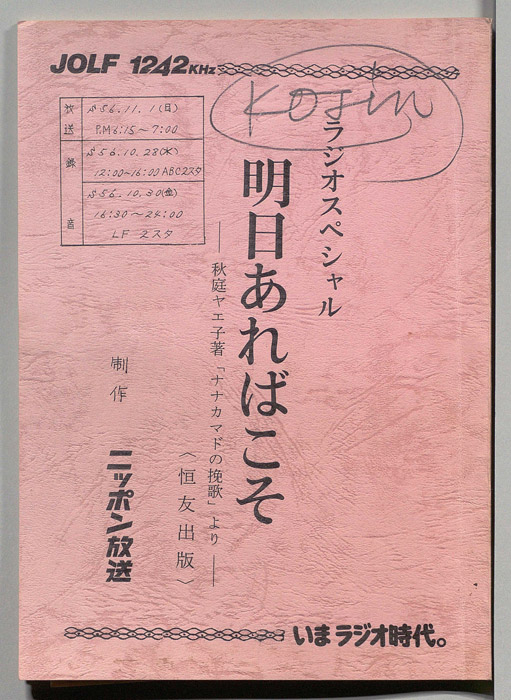 JOLF 1242KHz
Kojin
放送
S56.11.1(日)
P.M6:15〜7:00
録音
S56.10.28(水)
12:00〜16:00 ABC2スタ
S56.10.30(金)
16:30〜24:00
LF 2スタ
ラジオスペシャル
明日あればこそ
――秋庭ヤエ子著「ナナカマドの挽歌」より――
〈恒友出版〉
制作
ニッポン放送
いまラジオ時代。